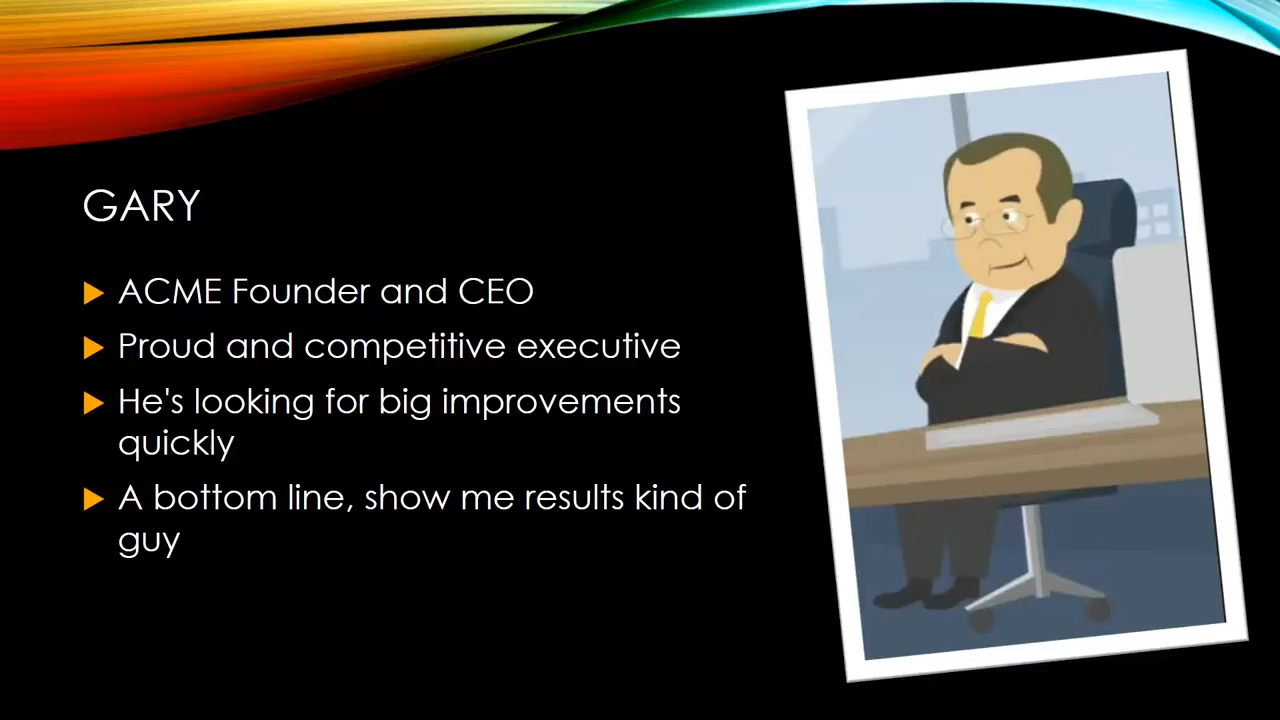 GARY
ACME Founder and CEO
Proud and competitive executive
He's looking for big improvements
quickly
A bottom line, show me results kind of
guy